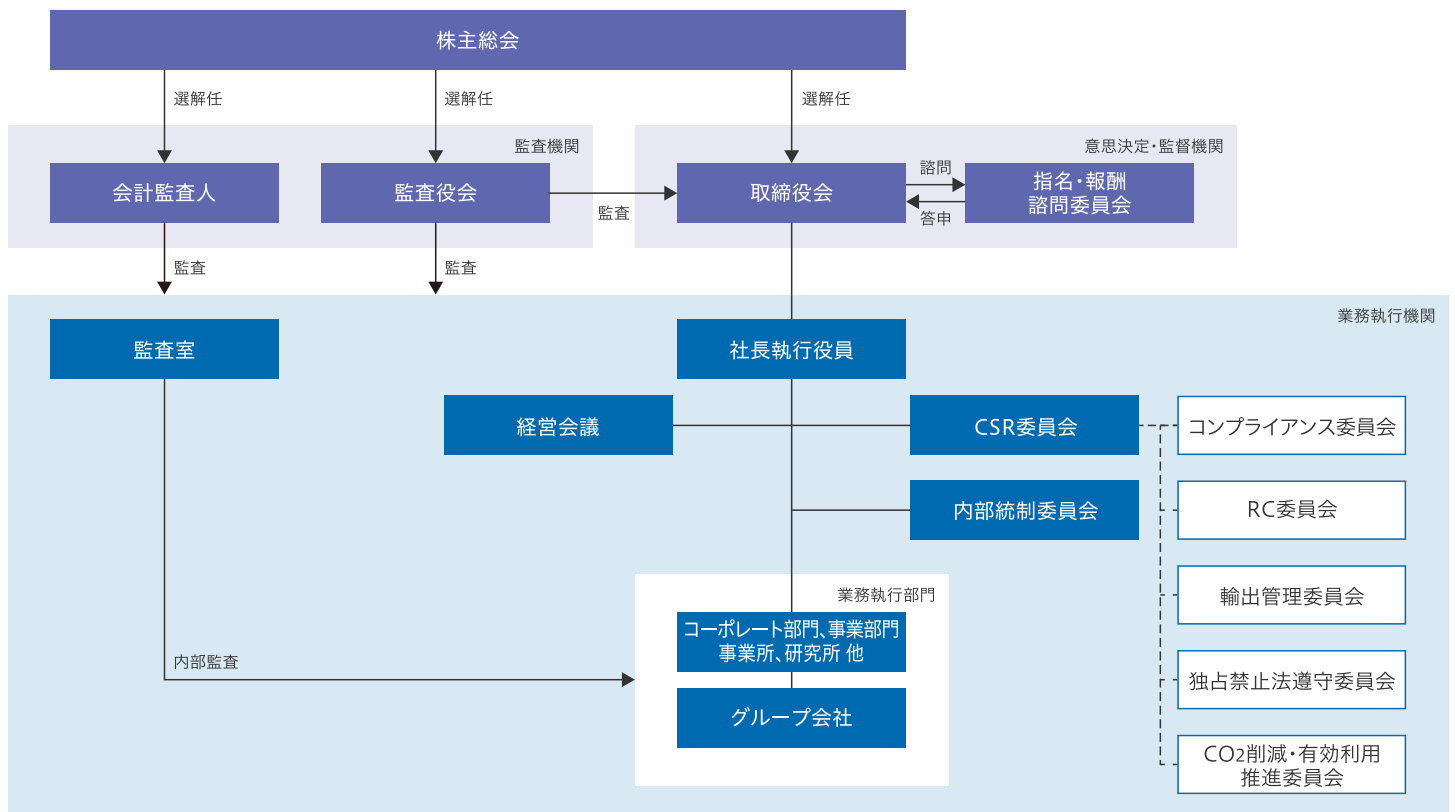 株主総会
選解任
選解任
選解任
監査機関
意思決定・監督機関
会計監査人
監査役会
監査
取締役会
諮問
答申
指名・報酬
諮問委員会
監査
監査
業務執行機関
監査室
社長執行役員
経営会議
CSR委員会
コンプライアンス委員会
内部統制委員会
RC委員会
業務執行部門
輸出管理委員会
コーポレート部門、事業部門
事業所、研究所 他
内部監査
独占禁止法遵守委員会
グループ会社
CO2削減・有効利用
推進委員会